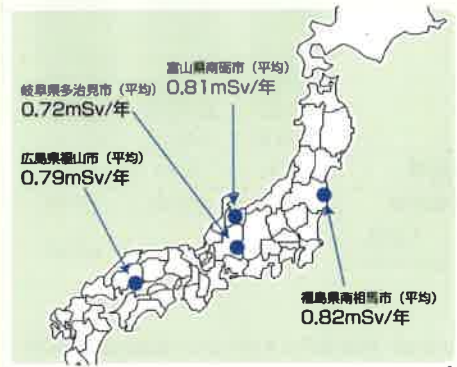 富山県南砺市（平均）
0.81mSv/年
岐阜県多治見市（平均）
0.72mSv/年
広島県福山市（平均）
0.79mSv/年
福島県南相馬市（平均）
0.82mSv/年